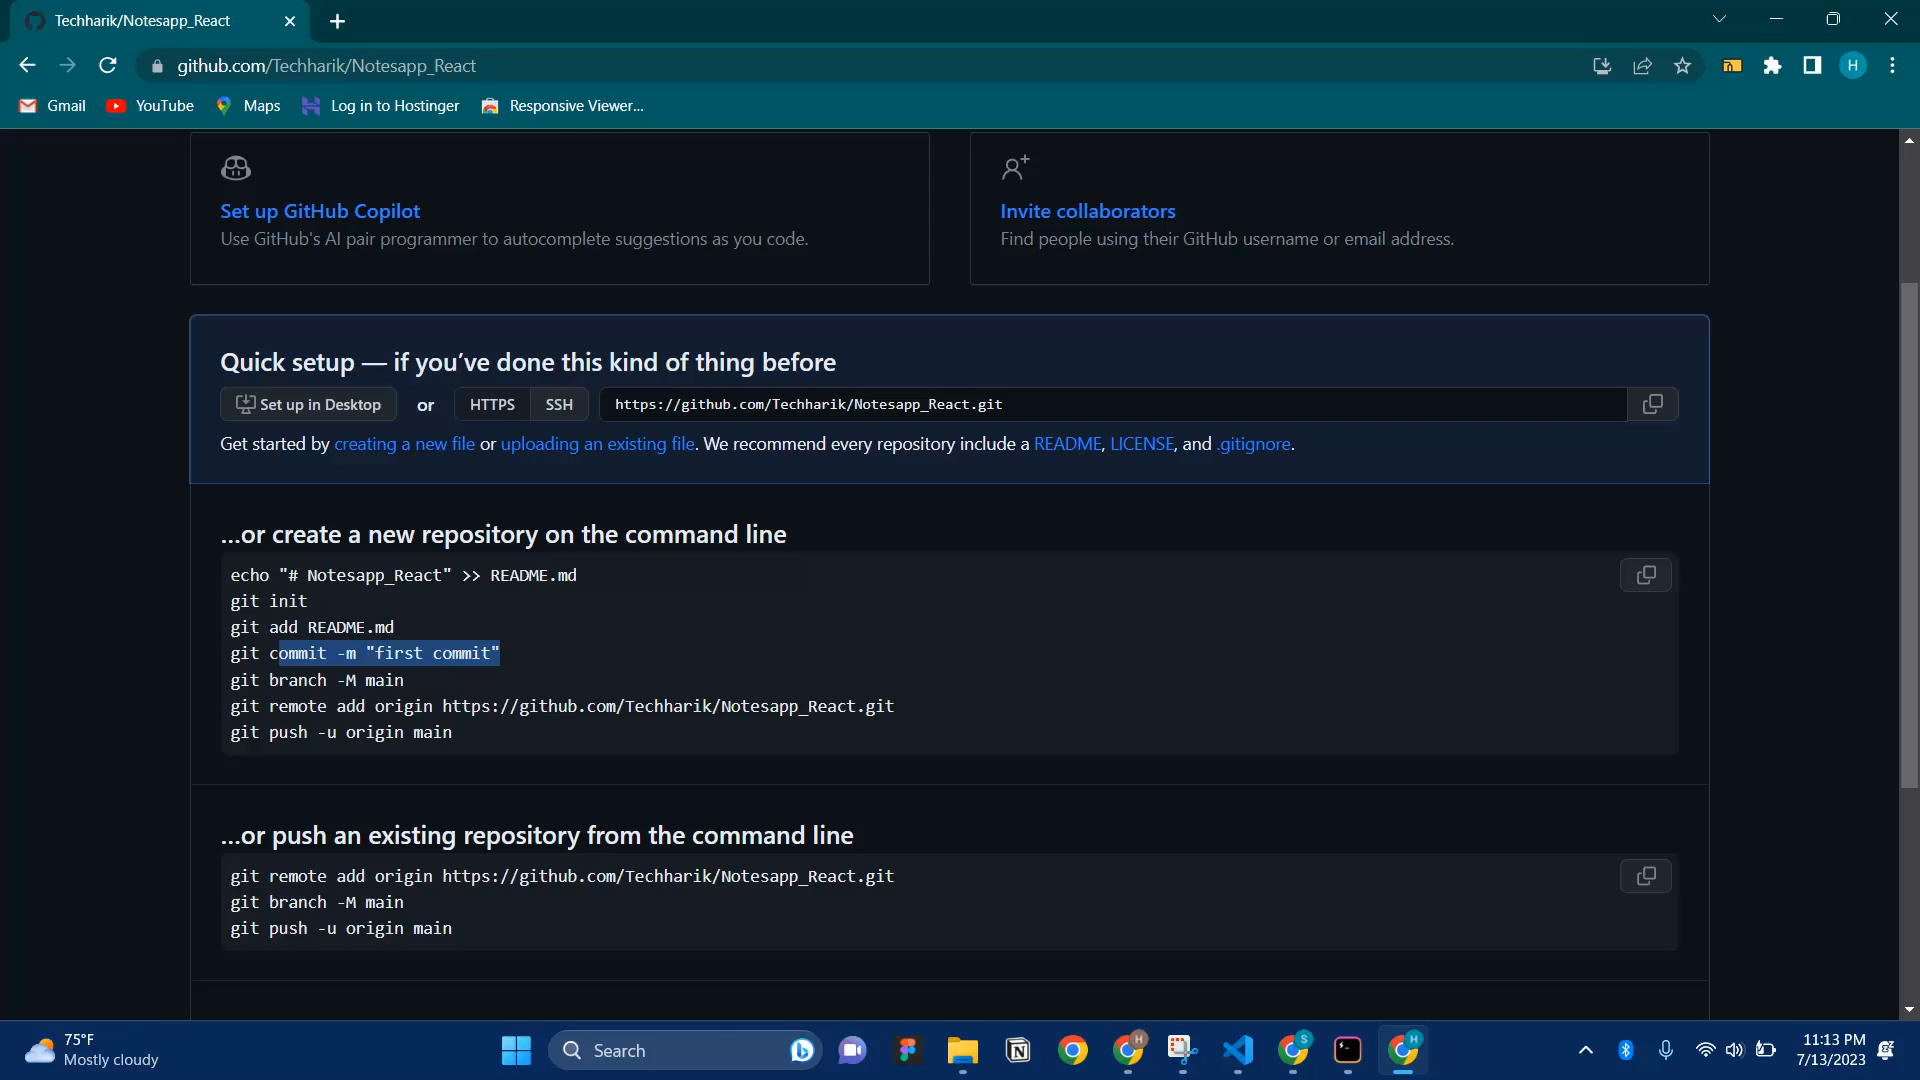 Techharik/Notesapp_React
github.com/Techharik/Notesapp_React
H
Gmail
YouTube
Maps
Log in to Hostinger
Responsive Viewer...
Set up GitHub Copilot
Use GitHub's AI pair programmer to autocomplete suggestions as you code.
Invite collaborators
Find people using their GitHub username or email address.
Quick setup — if you’ve done this kind of thing before
Set up in Desktop
or
HTTPS
SSH
https://github.com/Techharik/Notesapp_React.git
Get started by creating a new file or uploading an existing file. We recommend every repository include a README, LICENSE, and .gitignore.
…or create a new repository on the command line
echo "# Notesapp_React" >> README.md
git init
git add README.md
git commit -m "first commit"
git branch -M main
git remote add origin https://github.com/Techharik/Notesapp_React.git
git push -u origin main
…or push an existing repository from the command line
git remote add origin https://github.com/Techharik/Notesapp_React.git
git branch -M main
git push -u origin main
75°F
Mostly cloudy
Search
H
S
H
11:13 PM
7/13/2023